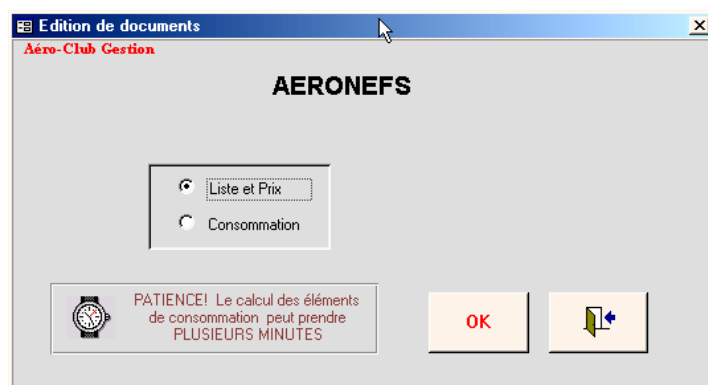 Edition de documents
Aéro-Club Gestion
AERONEFS
Liste et Prix
Consommation
PATIENCE! Le calcul des éléments
de consommation peut prendre
PLUSIEURS MINUTES
OK